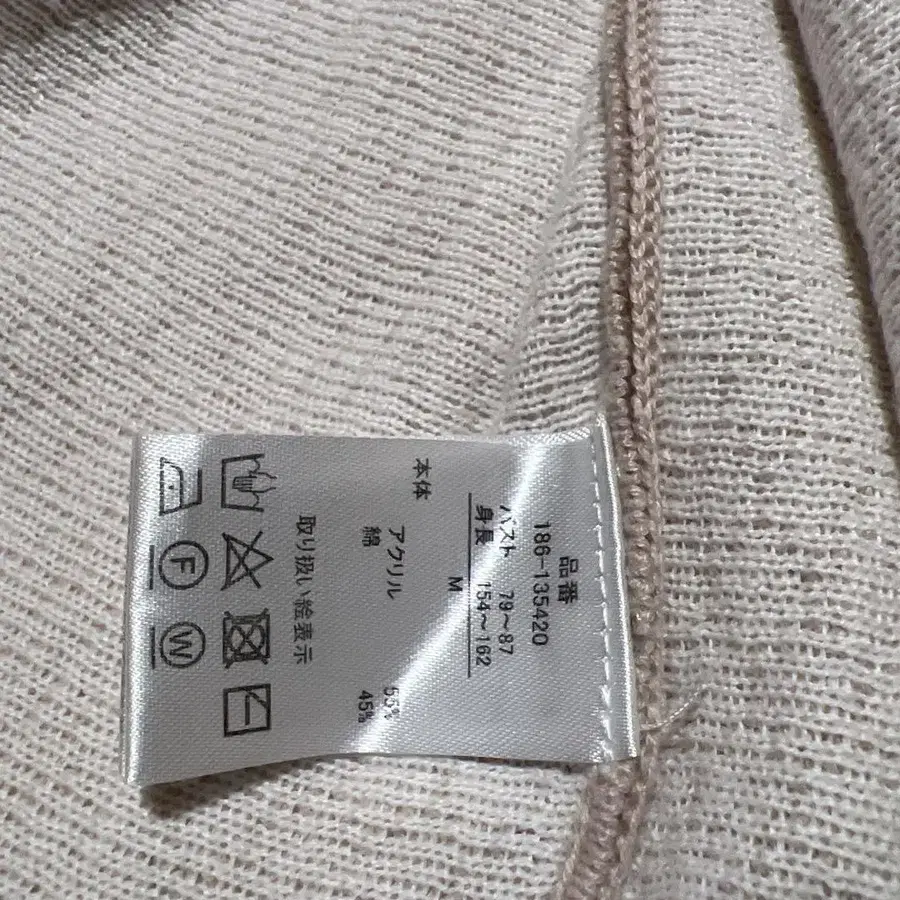 品番
186-135420
バスト 79～87
身長 154～162
M
本体 アクリル 55%
綿 45%
取り扱い絵表示
F W